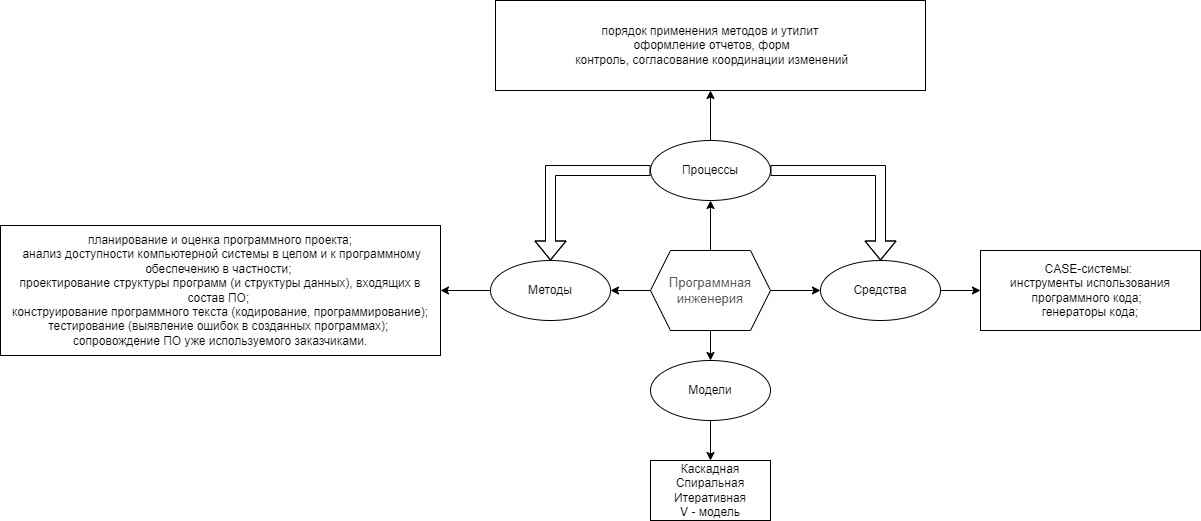 порядок применения методов и утилит
оформление отчетов, форм
контроль, согласование координации изменений
Процессы
планирование и оценка программного проекта;
анализ доступности компьютерной системы в целом и к программному
обеспечению в частности;
проектирование структуры программ (и структуры данных), входящих в
состав ПО;
конструирование программного текста (кодирование, программирование);
тестирование (выявление ошибок в созданных программах);
сопровождение ПО уже используемого заказчиками.
Методы
Программная
инженерия
Средства
CASE-системы:
инструменты использования
программного кода;
генераторы кода;
Модели
Каскадная
Спиральная
Итеративная
V - модель